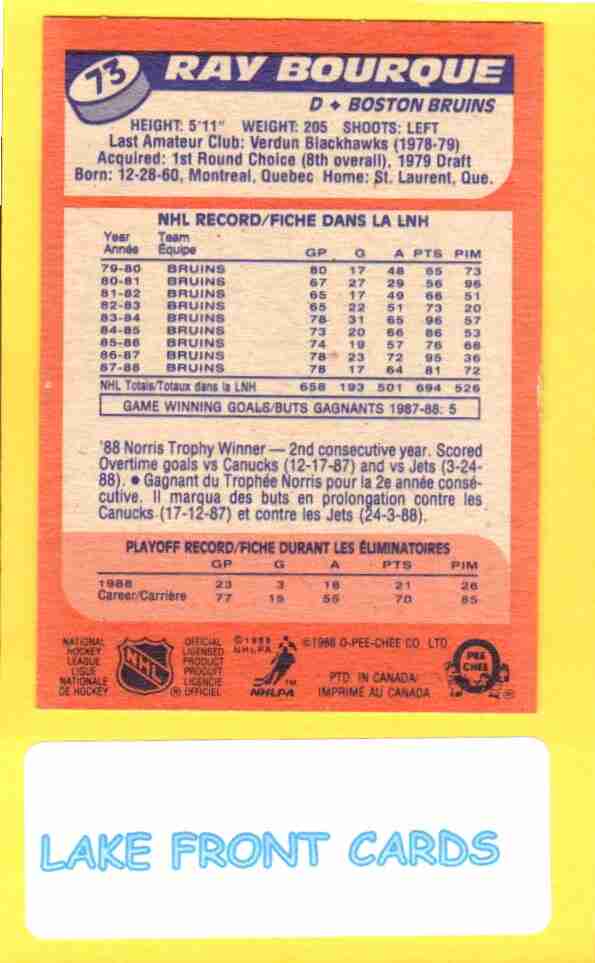 73 RAY BOURQUE
D ♦ BOSTON BRUINS
HEIGHT: 5'11" WEIGHT: 205 SHOOTS: LEFT
Last Amateur Club: Verdun Blackhawks (1978-79)
Acquired: 1st Round Choice (8th overall), 1979 Draft
Born: 12-28-60, Montreal, Quebec Home: St. Laurent, Que.
NHL RECORD/FICHE DANS LA LNH
Year Team
Année Équipe GP G A PTS PIM
79-80 BRUINS 80 17 48 65 73
80-81 BRUINS 67 27 29 56 96
81-82 BRUINS 65 17 49 66 51
82-83 BRUINS 65 22 51 73 20
83-84 BRUINS 78 31 65 96 57
84-85 BRUINS 73 20 66 86 53
85-86 BRUINS 74 19 57 76 68
86-87 BRUINS 78 23 72 95 36
87-88 BRUINS 78 17 64 81 72
NHL Totals/Totaux dans la LNH 658 193 501 694 526
GAME WINNING GOALS/BUTS GAGNANTS 1987-88: 5
'88 Norris Trophy Winner — 2nd consecutive year. Scored
Overtime goals vs Canucks (12-17-87) and vs Jets (3-24-
88). ● Gagnant du Trophée Norris pour la 2e année consé-
cutive. Il marqua des buts en prolongation contre les
Canucks (17-12-87) et contre les Jets (24-3-88).
PLAYOFF RECORD/FICHE DURANT LES ÉLIMINATOIRES
GP G A PTS PIM
1988 23 3 18 21 26
Career/Carrière 77 15 55 70 85
NATIONAL
HOCKEY
LEAGUE
LIGUE
NATIONALE
DE HOCKEY
NHL
OFFICIAL
LICENSED
PRODUCT
PRODUIT
LICENCIE
® OFFICIEL
©1988
NHLPA
NHLPA ™
©1988 O-PEE-CHEE CO. LTD.
PTD. IN CANADA/
IMPRIMÉ AU CANADA
O
PEE
CHEE
LAKE FRONT CARDS